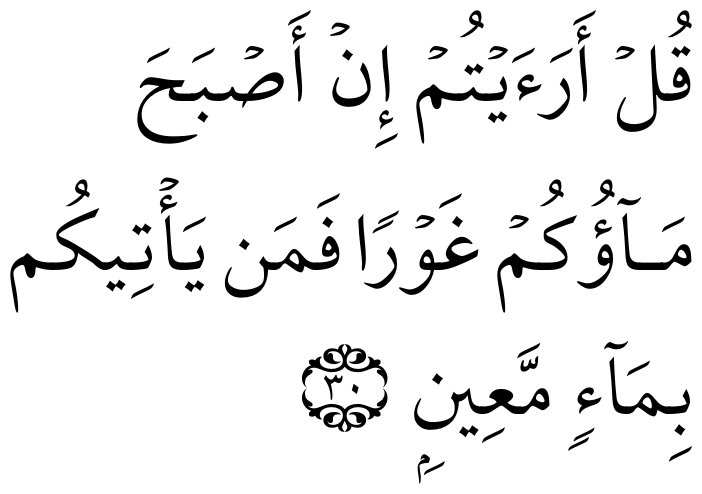 قُلۡ أَرَءَيۡتُمۡ إِنۡ أَصۡبَحَ
مَآؤُكُمۡ غَوۡرًا فَمَن يَأۡتِيكُم
بِمَآءٍ مَّعِينِۭ ٣٠